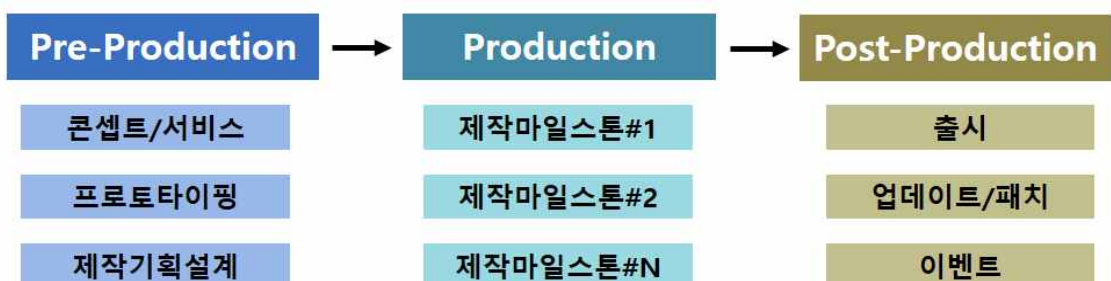 Pre-Production
Production
Post-Production
콘셉트/서비스
제작마일스톤#1
출시
프로토타이핑
제작마일스톤#2
업데이트/패치
제작기획설계
제작마일스톤#N
이벤트